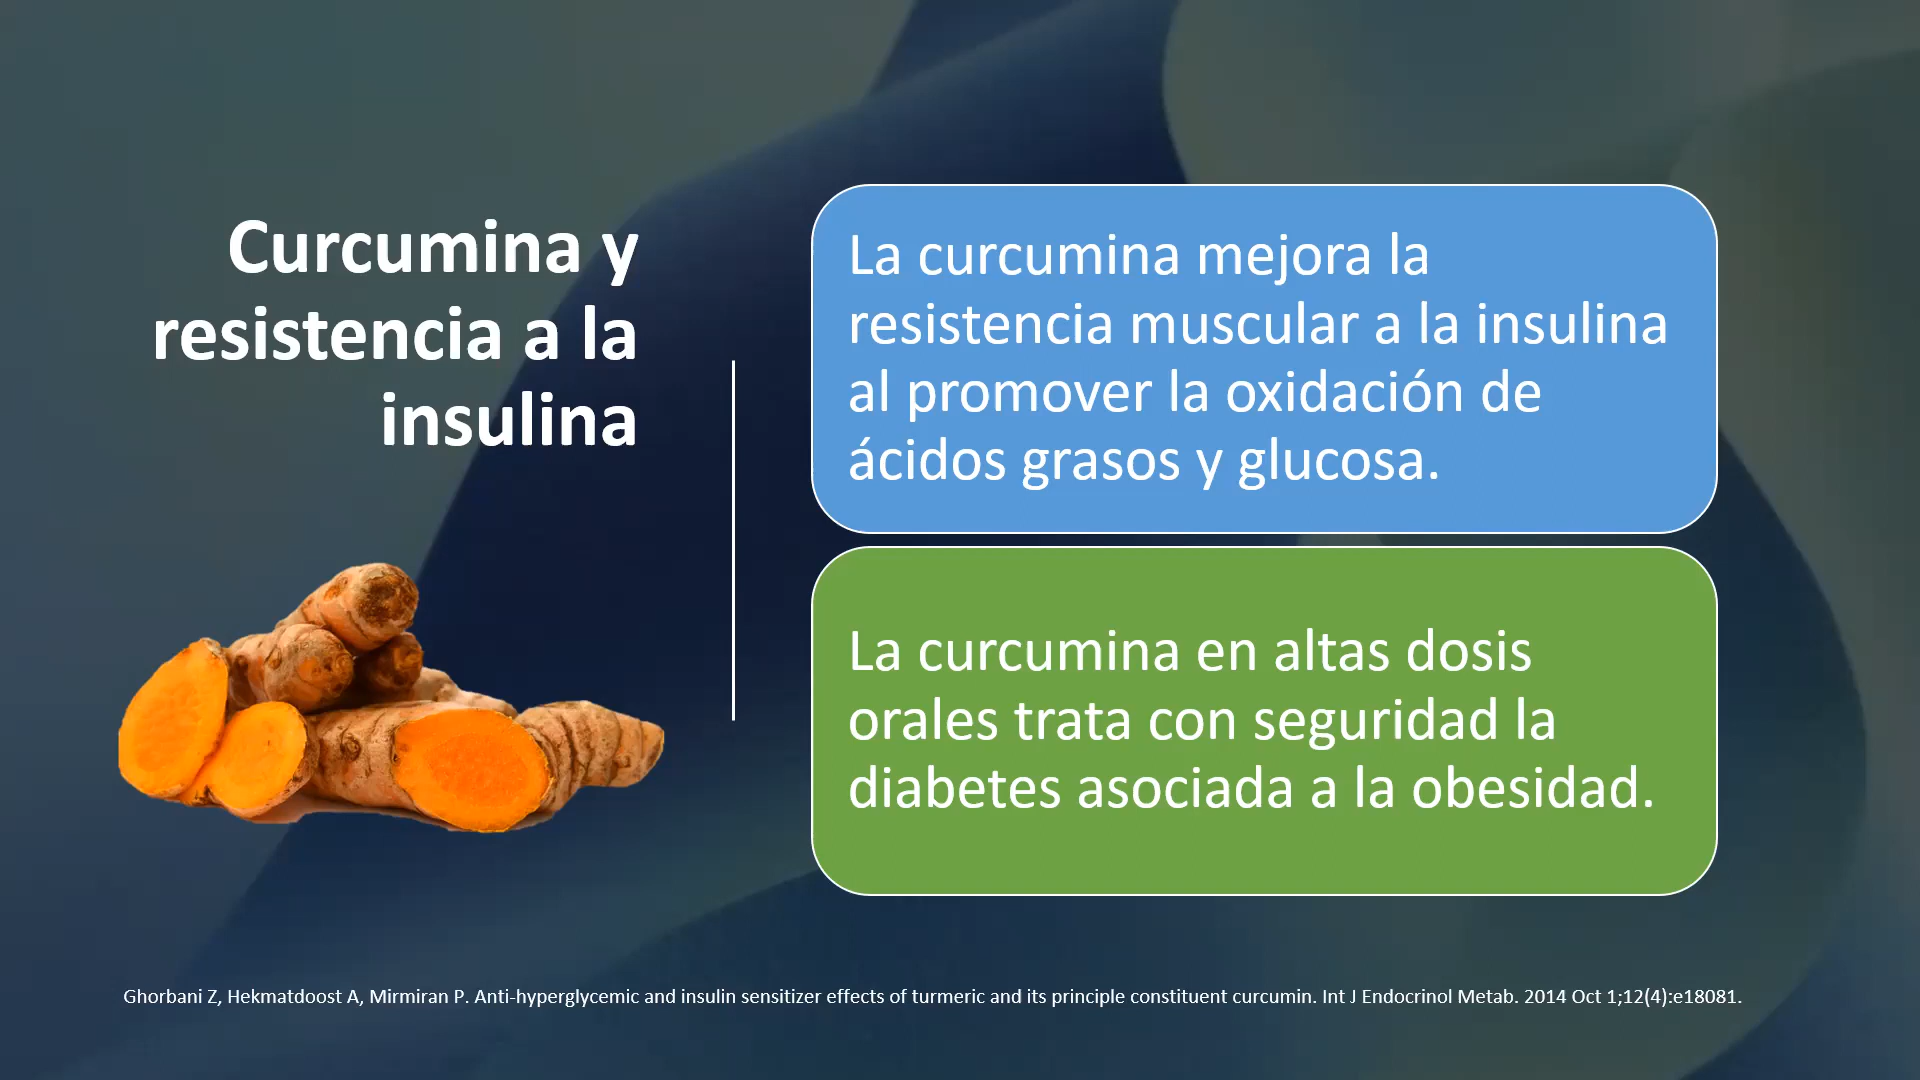 Curcumina y
resistencia a la
insulina
La curcumina mejora la
resistencia muscular a la insulina
al promover la oxidación de
ácidos grasos y glucosa.
La curcumina en altas dosis
orales trata con seguridad la
diabetes asociada a la obesidad.
Ghorbani Z, Hekmatdoost A, Mirmiran P. Anti-hyperglycemic and insulin sensitizer effects of turmeric and its principle constituent curcumin. Int J Endocrinol Metab. 2014 Oct 1;12(4):e18081.